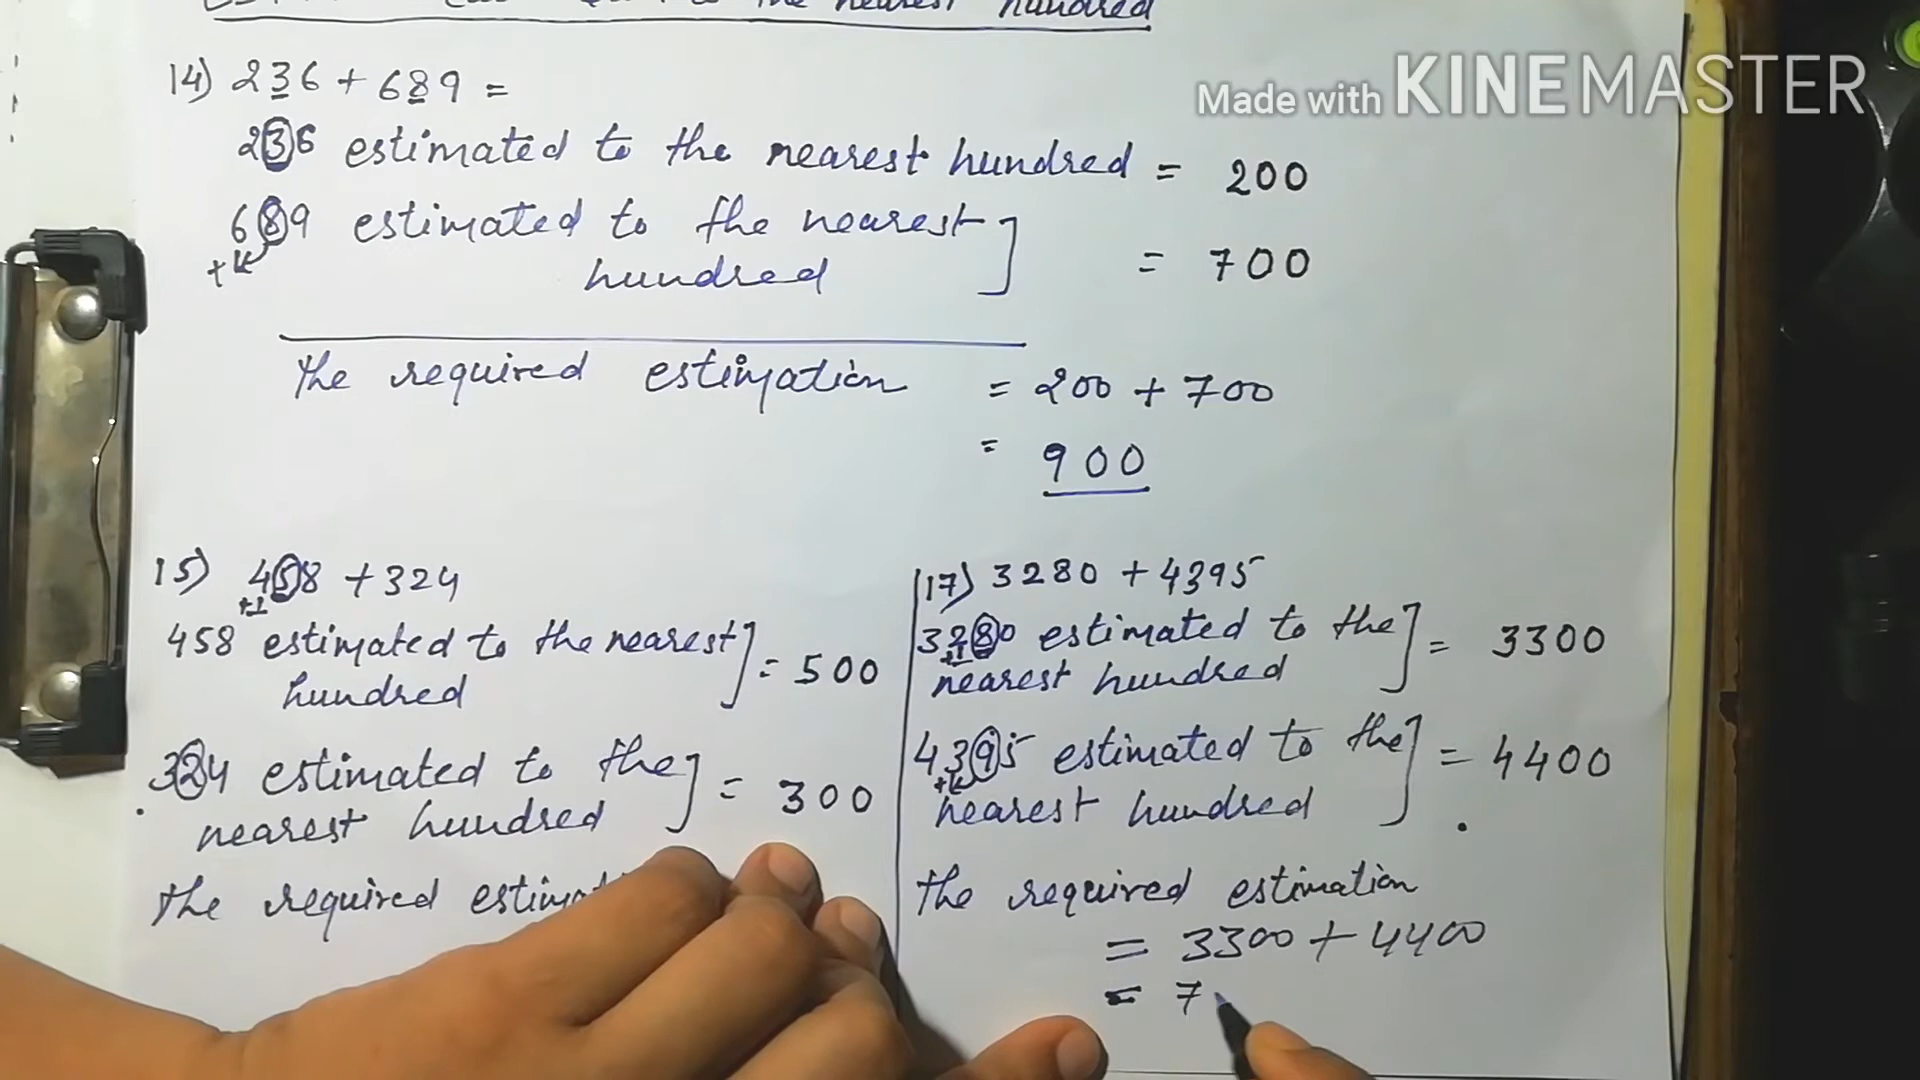 the nearest hundred
Made with KINEMASTER
14) 236 + 689 =
236 estimated to the nearest hundred = 200
689 estimated to the nearest
hundred ] = 700
+1
The required estimation = 200 + 700
= 900
15) 458 + 324
+1
458 estimated to the nearest
hundred ] = 500
324 estimated to the
nearest hundred ] = 300
The required
17) 3280 + 4395
3280 estimated to the
+1
nearest hundred ] = 3300
4395 estimated to the
+1
nearest hundred ] = 4400
The required estimation
= 3300 + 4400
= 7